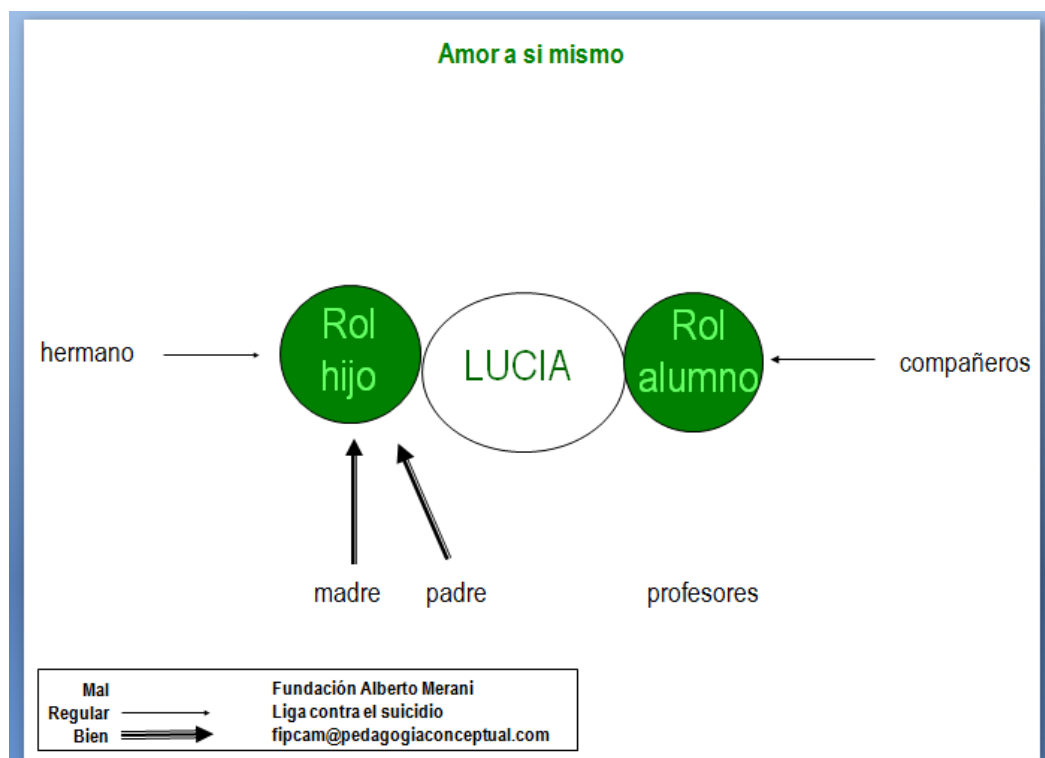 Amor a si mismo
hermano
Rol
hijo
LUCIA
Rol
alumno
compañeros
madre
padre
profesores
Mal
Regular
Bien
Fundación Alberto Merani
Liga contra el suicidio
fipcam@pedagogiaconceptual.com